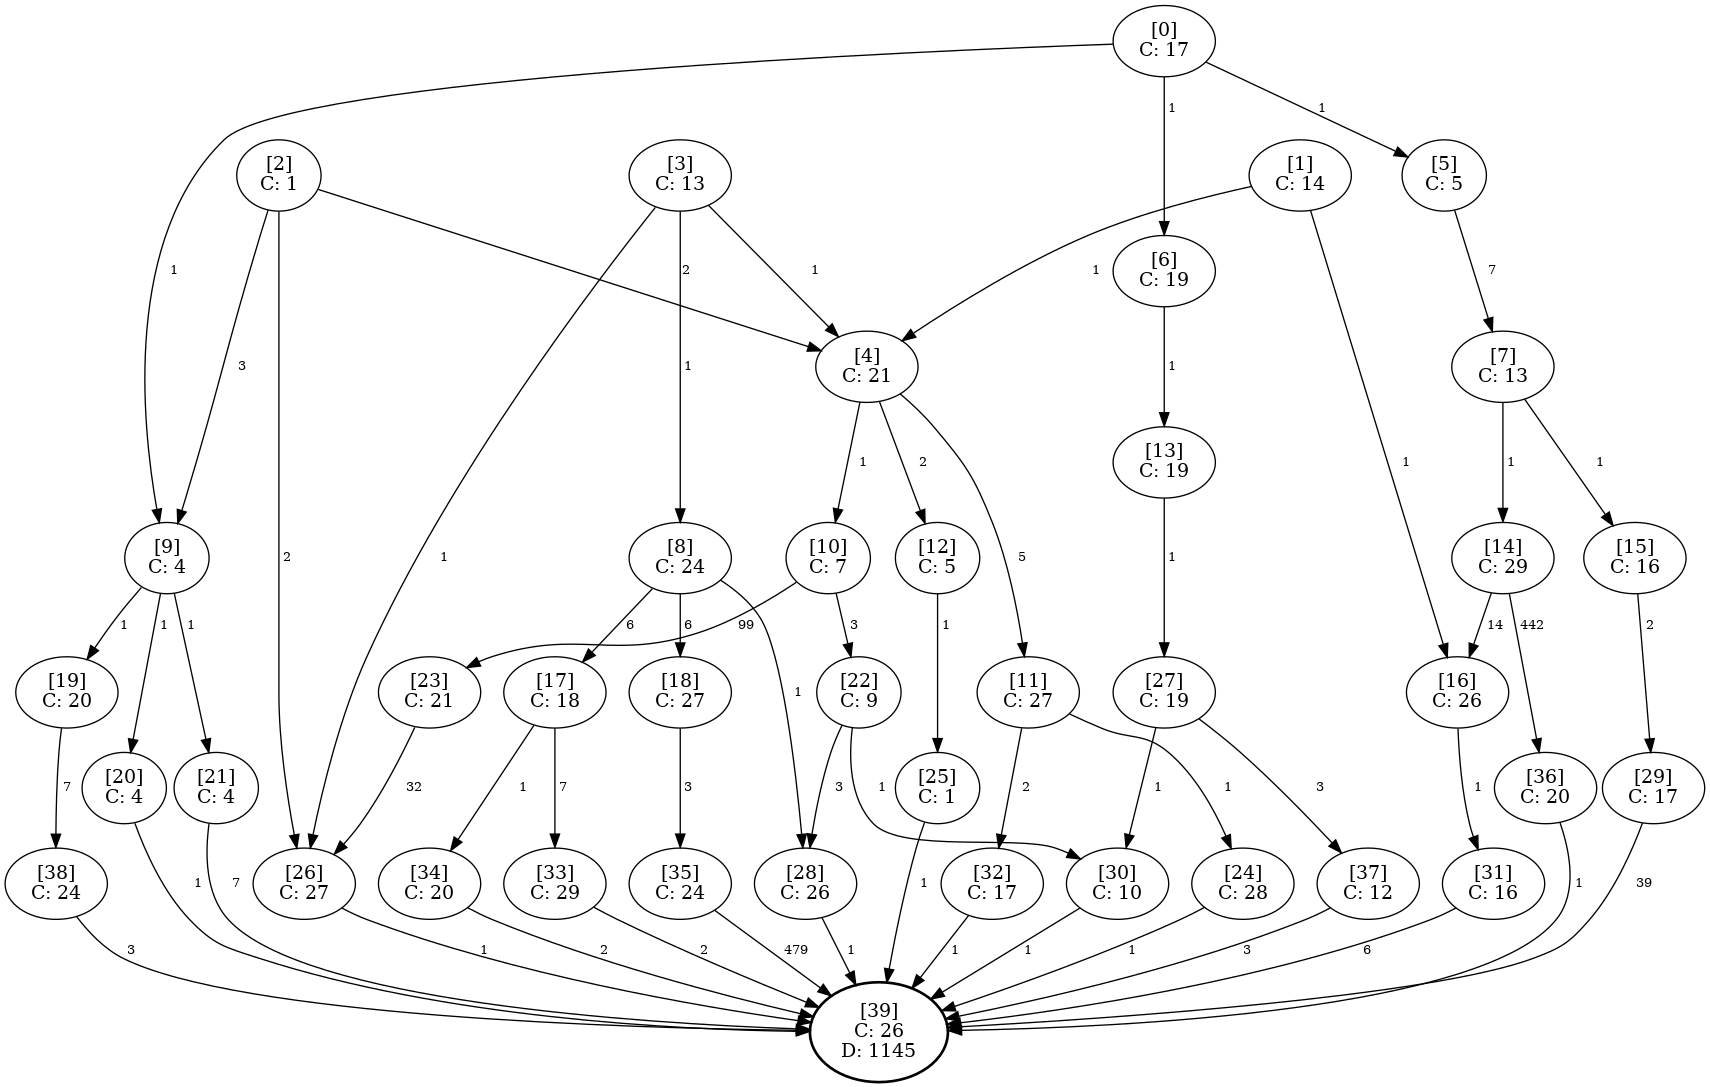 [0]
C: 17
1
1
[2]
C: 1
[3]
C: 13
[1]
C: 14
[5]
C: 5
1
3
2
1
1
[6]
C: 19
7
[4]
C: 21
[7]
C: 13
2
1
1
1
1
1
1
[13]
C: 19
1
2
5
1
[9]
C: 4
[8]
C: 24
[10]
C: 7
[12]
C: 5
[14]
C: 29
[15]
C: 16
1
1
1
6
6
99
3
1
14
442
2
[19]
C: 20
[23]
C: 21
[17]
C: 18
[18]
C: 27
1
[22]
C: 9
[11]
C: 27
[27]
C: 19
[16]
C: 26
[20]
C: 4
[21]
C: 4
[25]
C: 1
[36]
C: 20
[29]
C: 17
7
32
1
7
3
3
1
2
1
1
3
1
[38]
C: 24
[26]
C: 27
[34]
C: 20
[33]
C: 29
[35]
C: 24
[28]
C: 26
[32]
C: 17
[30]
C: 10
[24]
C: 28
[37]
C: 12
[31]
C: 16
1
7
1
1
39
3
1
2
2
479
1
1
1
1
3
6
[39]
C: 26
D: 1145